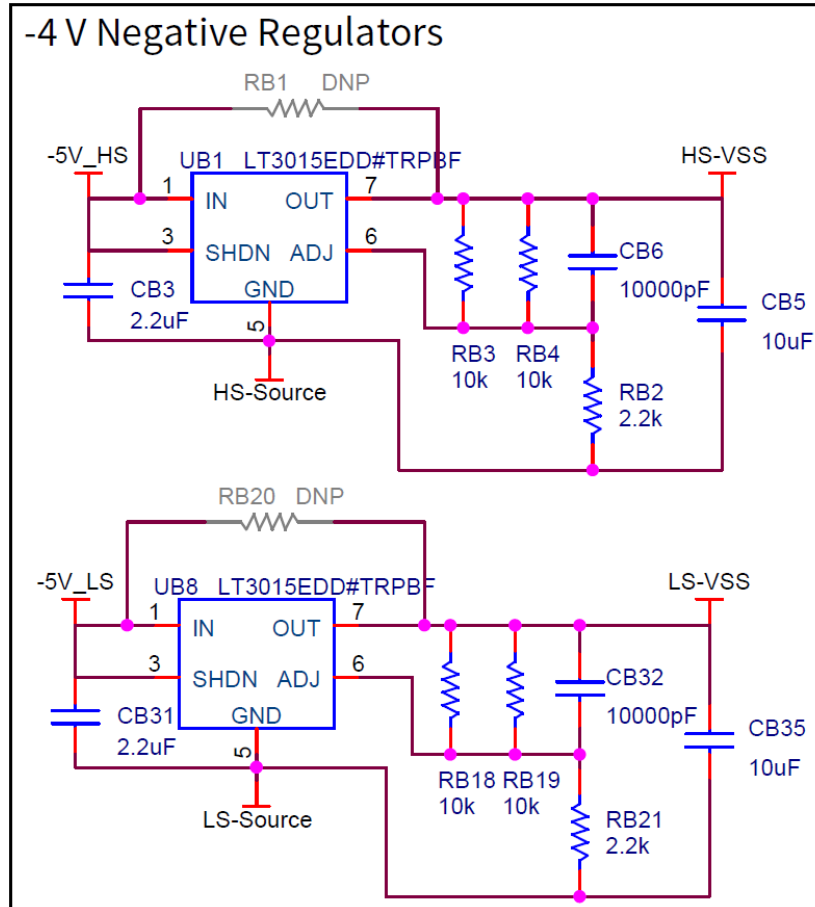 -4 V Negative Regulators
RB1 DNP
-5V_HS
UB1 LT3015EDD#TRPBF
HS-VSS
1 IN OUT 7
3 SHDN ADJ 6
GND
5
CB3
2.2uF
HS-Source
RB3
10k
RB4
10k
CB6
10000pF
CB5
10uF
RB2
2.2k
RB20 DNP
-5V_LS
UB8 LT3015EDD#TRPBF
LS-VSS
1 IN OUT 7
3 SHDN ADJ 6
GND
5
CB31
2.2uF
LS-Source
RB18
10k
RB19
10k
CB32
10000pF
CB35
10uF
RB21
2.2k